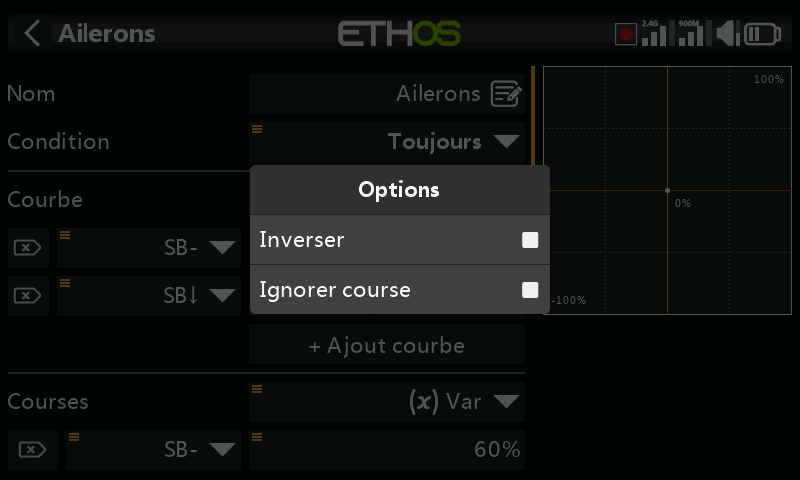 Ailerons
ETHOS
2.4G
900M
Nom
Ailerons
Condition
Toujours
100%
Options
Courbe
0%
Inverser
SB-
Ignorer course
SB↓
-100%
+ Ajout courbe
Courses
(x) Var
SB-
60%